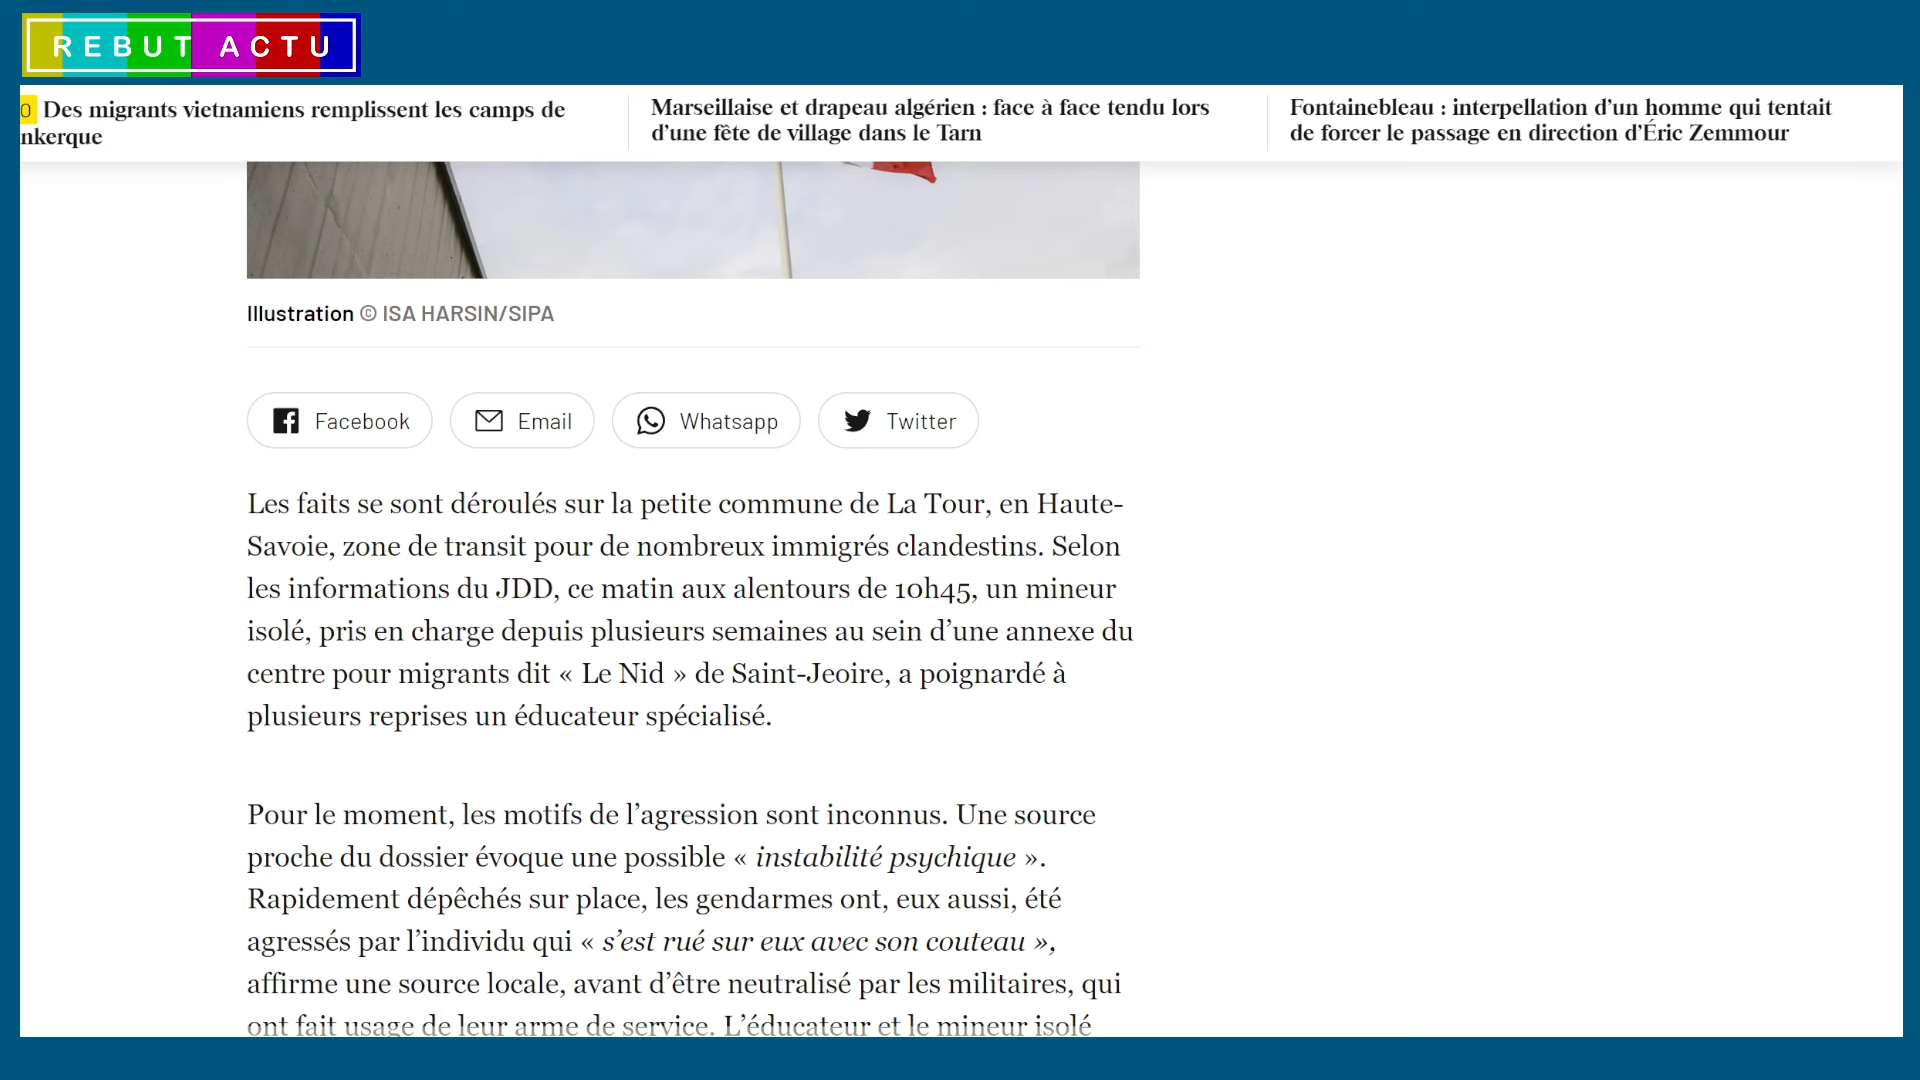 REBUT ACTU
O Des migrants vietnamiens remplissent les camps de
nkerque
Marseillaise et drapeau algérien : face à face tendu lors
d’une fête de village dans le Tarn
Fontainebleau : interpellation d’un homme qui tentait
de forcer le passage en direction d’Éric Zemmour
Illustration © ISA HARSIN/SIPA
Facebook
Email
Whatsapp
Twitter
Les faits se sont déroulés sur la petite commune de La Tour, en Haute-
Savoie, zone de transit pour de nombreux immigrés clandestins. Selon
les informations du JDD, ce matin aux alentours de 10h45, un mineur
isolé, pris en charge depuis plusieurs semaines au sein d’une annexe du
centre pour migrants dit « Le Nid » de Saint-Jeoire, a poignardé à
plusieurs reprises un éducateur spécialisé.
Pour le moment, les motifs de l’agression sont inconnus. Une source
proche du dossier évoque une possible « instabilité psychique ».
Rapidement dépêchés sur place, les gendarmes ont, eux aussi, été
agressés par l’individu qui « s’est rué sur eux avec son couteau »,
affirme une source locale, avant d’être neutralisé par les militaires, qui
ont fait usage de leur arme de service. L’éducateur et le mineur isolé